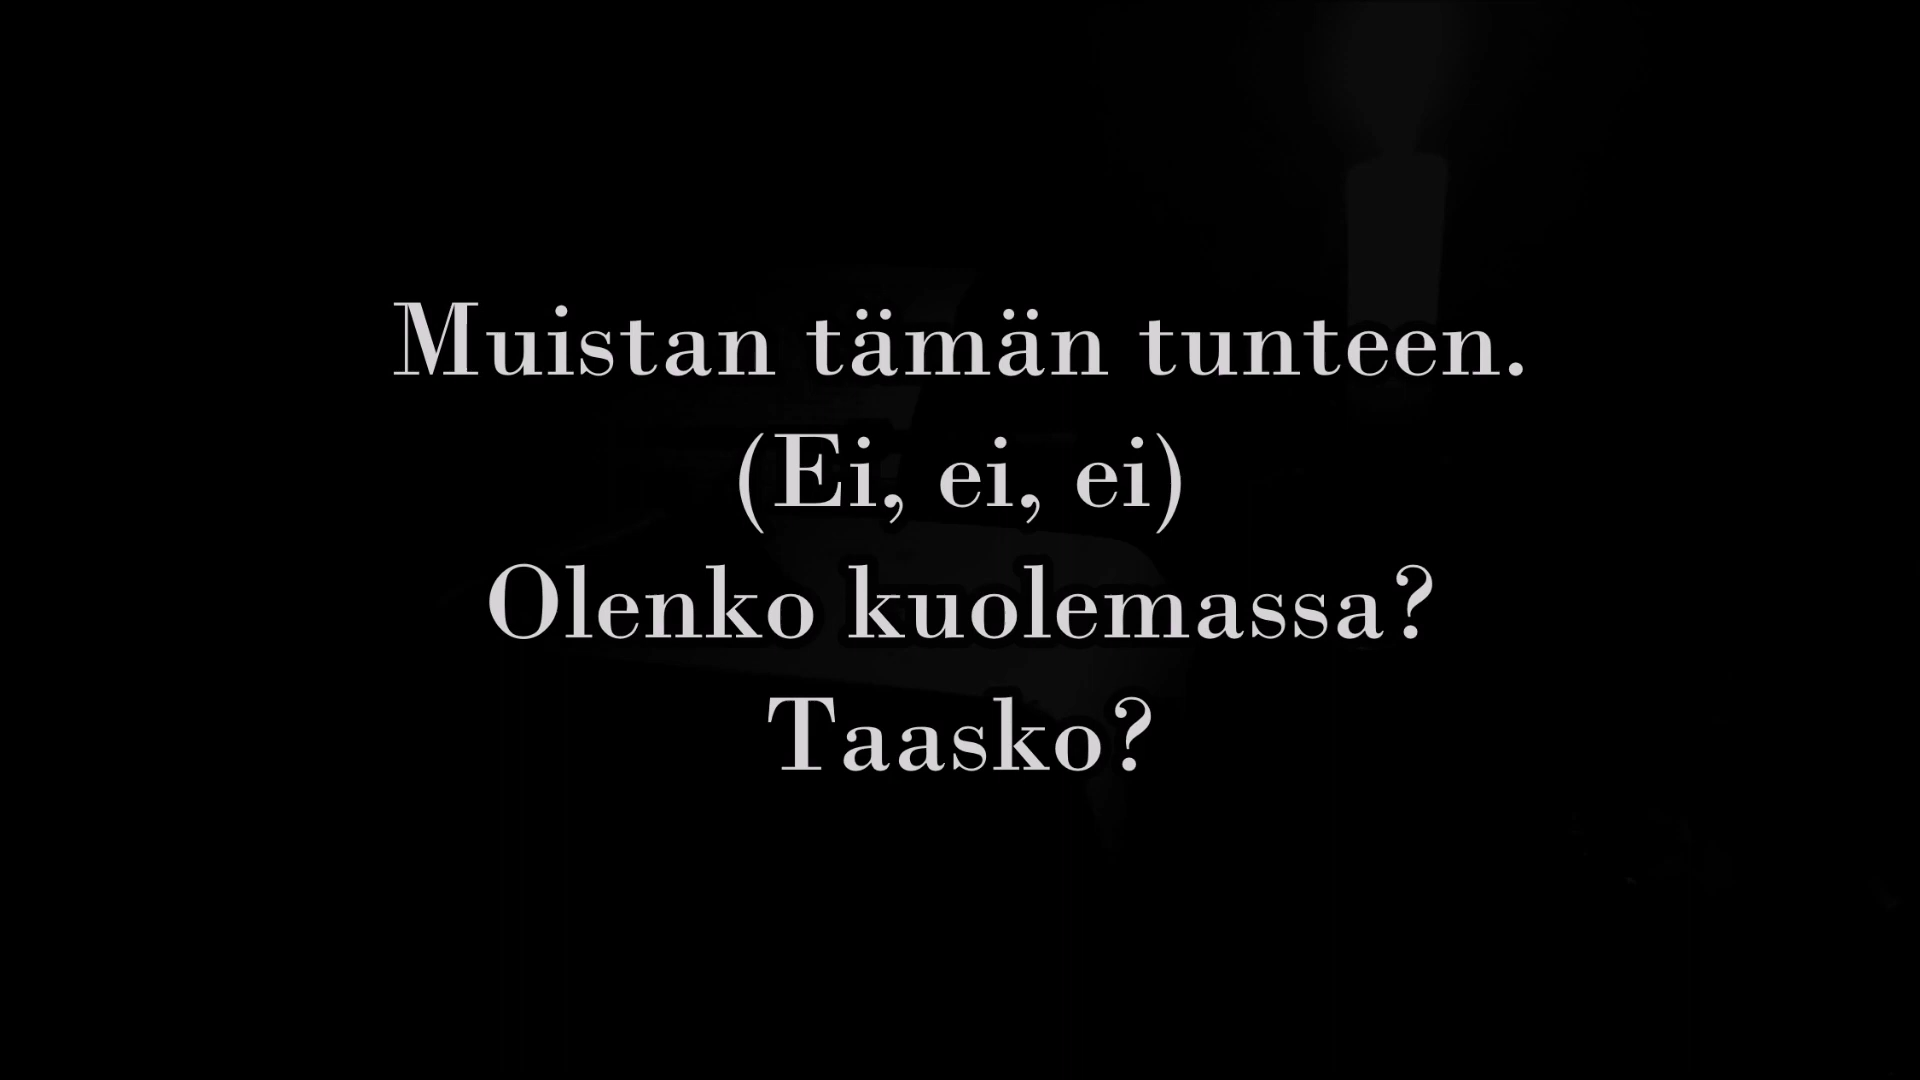 Muistan tämän tunteen.
(Ei, ei, ei)
Olenko kuolemassa?
Taasko?